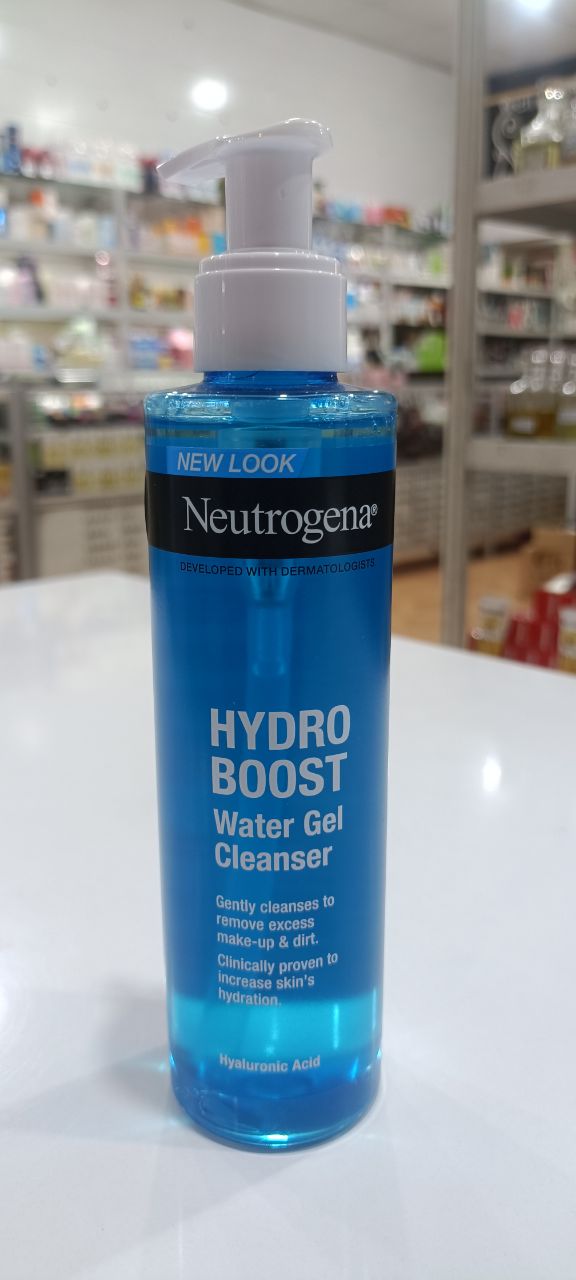 NEW LOOK
Neutrogena®
DEVELOPED WITH DERMATOLOGISTS
HYDRO
BOOST
Water Gel
Cleanser
Gently cleanses to
remove excess
make-up & dirt.
Clinically proven to
increase skin's
hydration.
Hyaluronic Acid